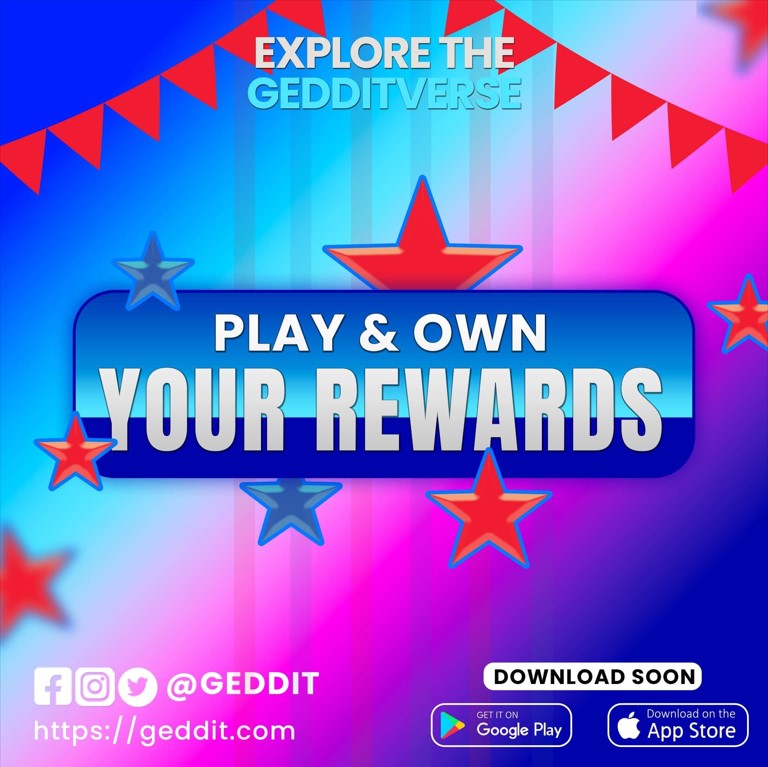 EXPLORE THE
GEDDITVERSE
PLAY & OWN
YOUR REWARDS
@GEDDIT
https://geddit.com
DOWNLOAD SOON
GET IT ON
Google Play
Download on the
App Store